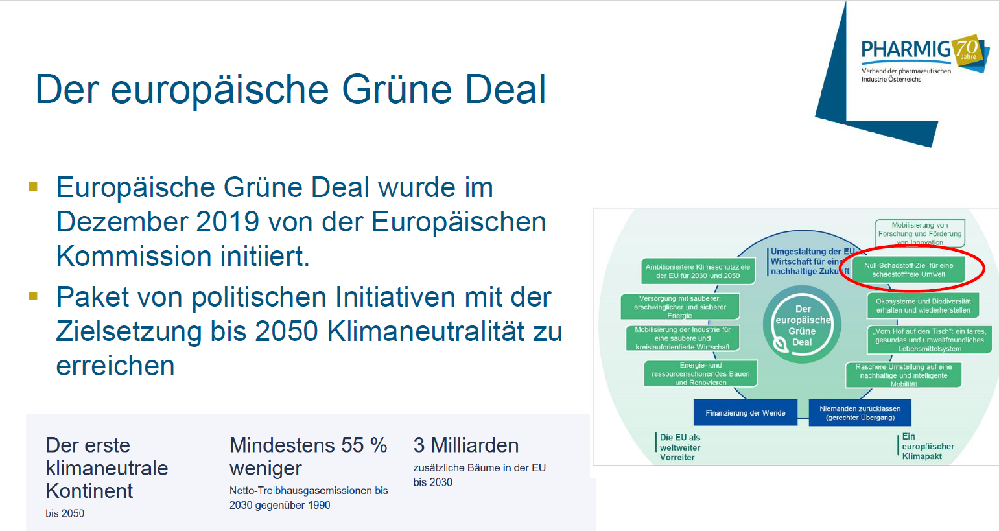 PHARMIG 70
Jahre
Verband der pharmazeutischen
Industrie Österreichs
Der europäische Grüne Deal
▪ Europäische Grüne Deal wurde im
Dezember 2019 von der Europäischen
Kommission initiiert.
▪ Paket von politischen Initiativen mit der
Zielsetzung bis 2050 Klimaneutralität zu
erreichen
Der erste
klimaneutrale
Kontinent
bis 2050
Mindestens 55 %
weniger
Netto-Treibhausgasemissionen bis
2030 gegenüber 1990
3 Milliarden
zusätzliche Bäume in der EU
bis 2030
Mobilisierung von
Forschung und Förderung
von Innovation
Umgestaltung der EU-
Wirtschaft für eine
nachhaltige Zukunft
Ambitioniertere Klimaschutzziele
der EU für 2030 und 2050
Versorgung mit sauberer,
erschwinglicher und sicherer
Energie
Mobilisierung der Industrie für
eine saubere und
kreislauforientierte Wirtschaft
Energie- und
ressourcenschonendes Bauen
und Renovieren
Der
europäische
Grüne
Deal
Null-Schadstoff-Ziel für eine
schadstofffreie Umwelt
Ökosysteme und Biodiversität
erhalten und wiederherstellen
„Vom Hof auf den Tisch“: ein faires,
gesundes und umweltfreundliches
Lebensmittelsystem
Raschere Umstellung auf eine
nachhaltige und intelligente
Mobilität
Finanzierung der Wende
Niemanden zurücklassen
(gerechter Übergang)
Die EU als
weltweiter
Vorreiter
Ein
europäischer
Klimapakt